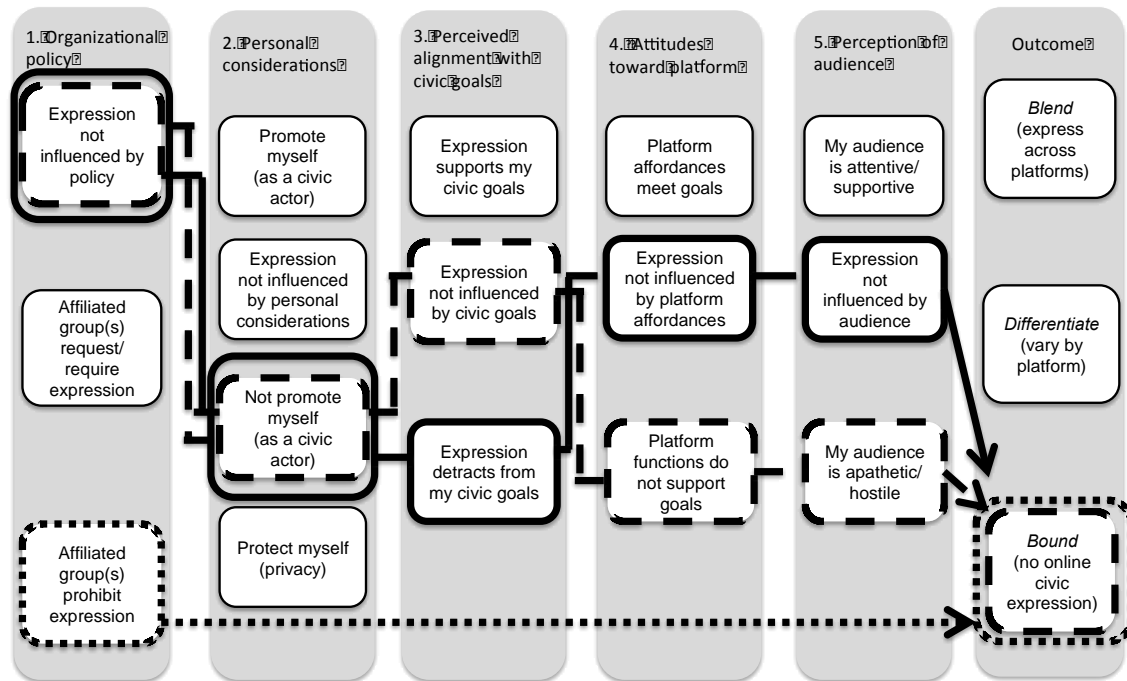 1. Organizational
policy
Expression
not
influenced by
policy
Affiliated
group(s)
request/
require
expression
Affiliated
group(s)
prohibit
expression
2. Personal
considerations
Promote
myself
(as a civic
actor)
Expression
not influenced
by personal
considerations
Not promote
myself
(as a civic
actor)
Protect myself
(privacy)
3. Perceived
alignment with
civic goals
Expression
supports my
civic goals
Expression
not influenced
by civic goals
Expression
detracts from
my civic goals
4. Attitudes
toward platform
Platform
affordances
meet goals
Expression
not influenced
by platform
affordances
Platform
functions do
not support
goals
5. Perception of
audience
My audience
is attentive/
supportive
Expression
not
influenced by
audience
My audience
is apathetic/
hostile
Outcome
Blend
(express
across
platforms)
Differentiate
(vary by
platform)
Bound
(no online
civic
expression)